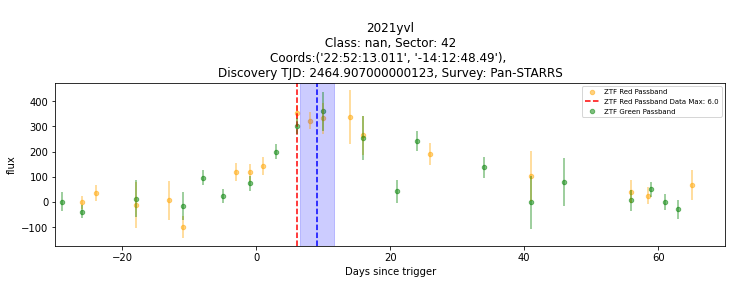 2021yvl
Class: nan, Sector: 42
Coords:('22:52:13.011', '-14:12:48.49'),
Discovery TJD: 2464.907000000123, Survey: Pan-STARRS
400
300
200
100
0
−100
flux
ZTF Red Passband
ZTF Red Passband Data Max: 6.0
ZTF Green Passband
−20
0
20
40
60
Days since trigger